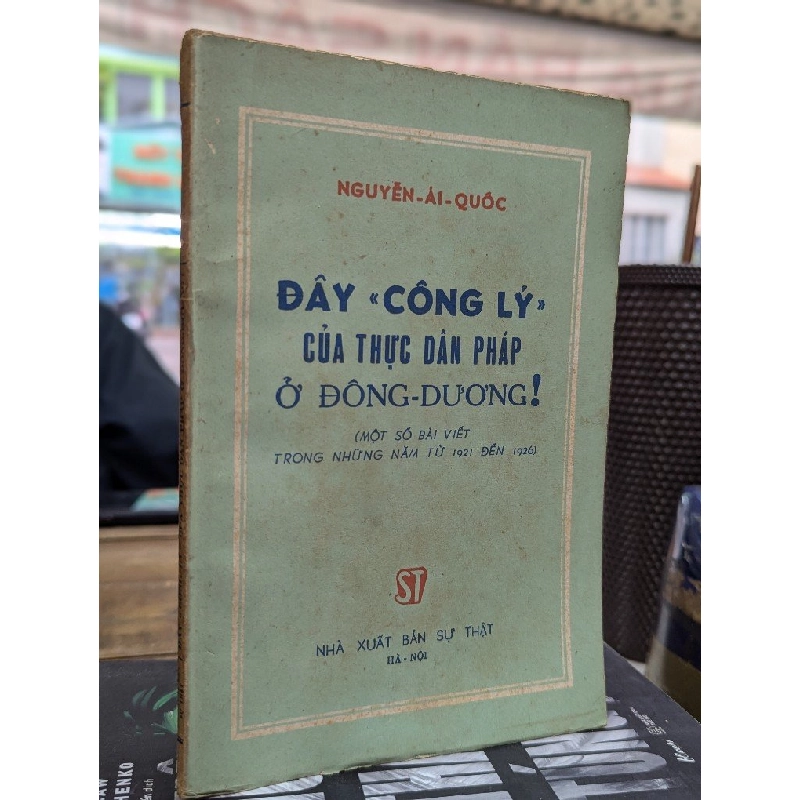 NGUYỄN-ÁI-QUỐC
ĐÂY «CÔNG LÝ»
CỦA THỰC DÂN PHÁP
Ở ĐÔNG-DƯƠNG!
(MỘT SỐ BÀI VIẾT
TRONG NHỮNG NĂM TỪ 1921 ĐẾN 1926)
ST
NHÀ XUẤT BẢN SỰ THẬT
HÀ-NỘI
HENKO